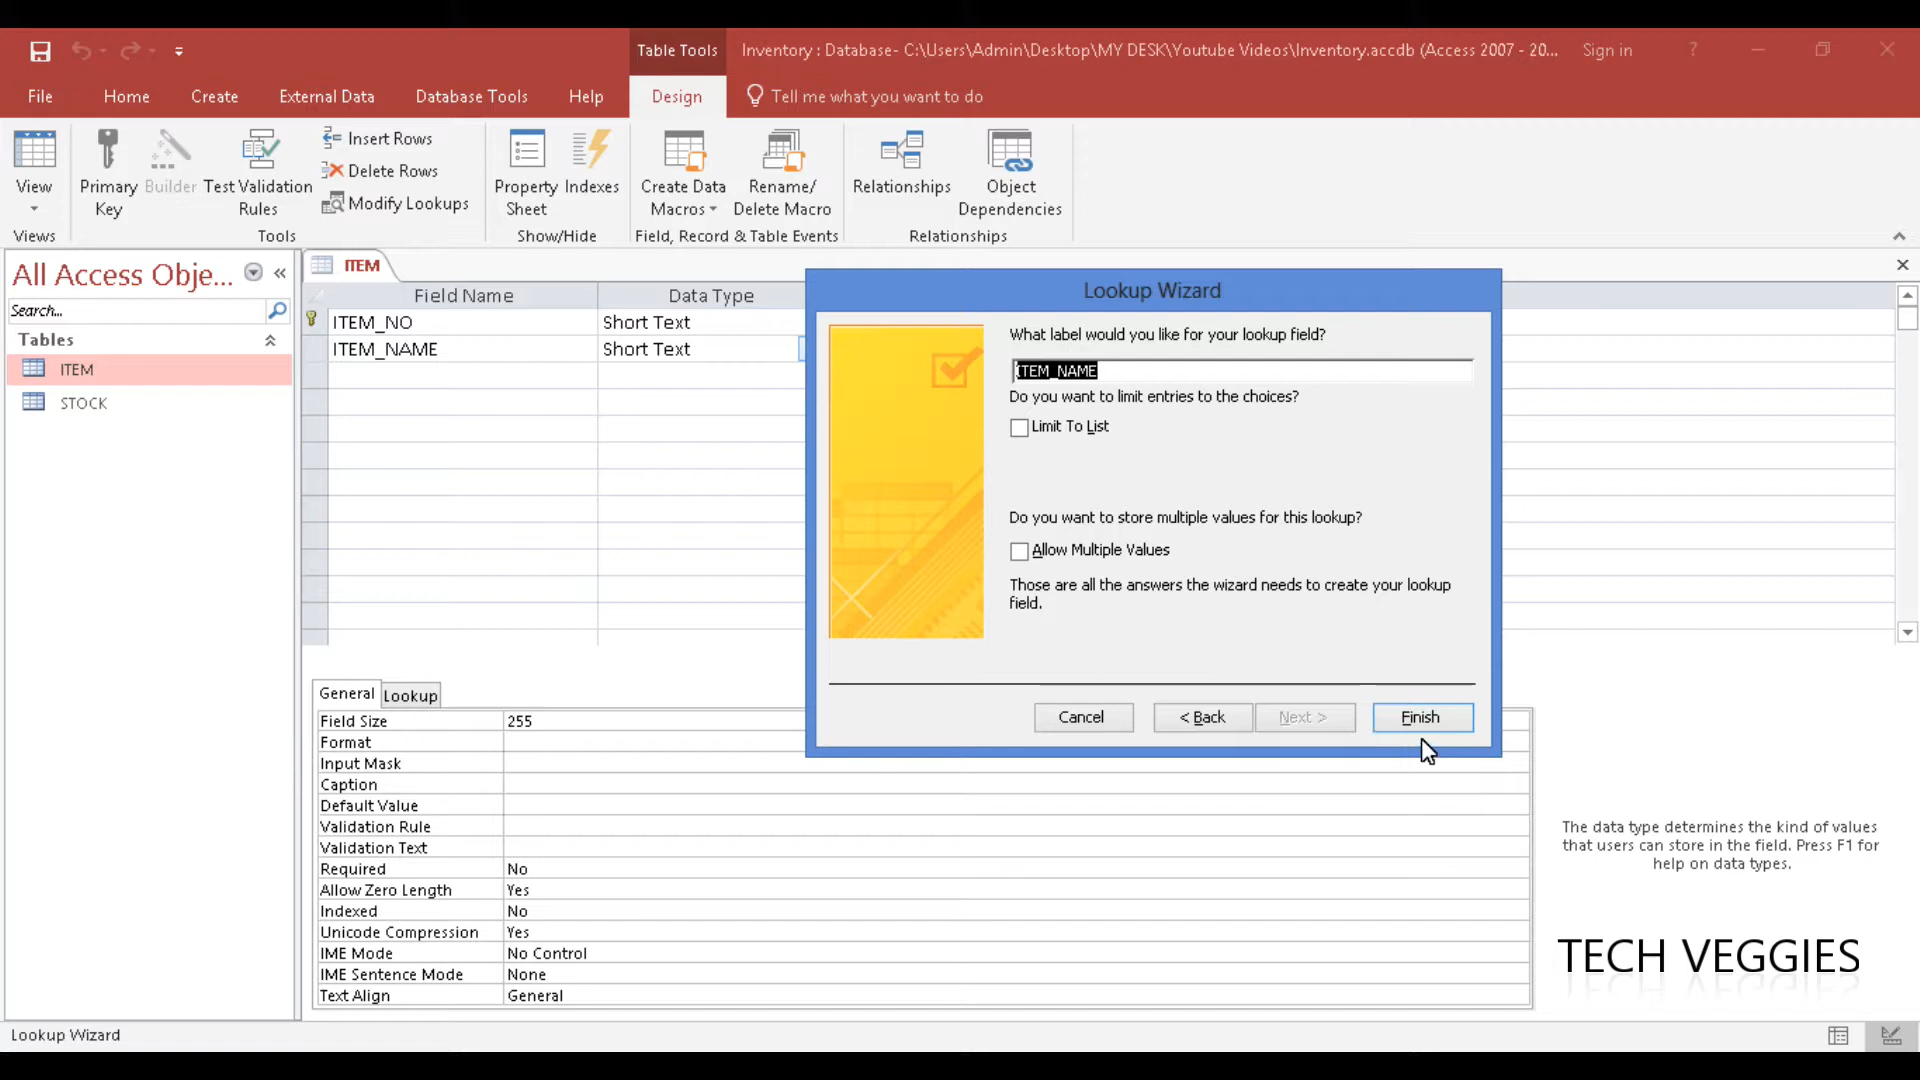 Table Tools
Inventory : Database- C:\Users\Admin\Desktop\MY DESK\Youtube Videos\Inventory.accdb (Access 2007 - 20...
Sign in
?
File
Home
Create
External Data
Database Tools
Help
Design
Tell me what you want to do
View
Primary Key
Builder
Test Validation Rules
Insert Rows
Delete Rows
Modify Lookups
Property Sheet
Indexes
Create Data Macros
Rename/ Delete Macro
Relationships
Object Dependencies
Views
Tools
Show/Hide
Field, Record & Table Events
Relationships
All Access Obje...
Search...
Tables
ITEM
STOCK
ITEM
Field Name
Data Type
ITEM_NO
Short Text
ITEM_NAME
Short Text
Lookup Wizard
What label would you like for your lookup field?
ITEM_NAME
Do you want to limit entries to the choices?
Limit To List
Do you want to store multiple values for this lookup?
Allow Multiple Values
Those are all the answers the wizard needs to create your lookup
field.
Cancel
< Back
Next >
Finish
General
Lookup
Field Size
255
Format
Input Mask
Caption
Default Value
Validation Rule
Validation Text
Required
No
Allow Zero Length
Yes
Indexed
No
Unicode Compression
Yes
IME Mode
No Control
IME Sentence Mode
None
Text Align
General
The data type determines the kind of values
that users can store in the field. Press F1 for
help on data types.
TECH VEGGIES
Lookup Wizard